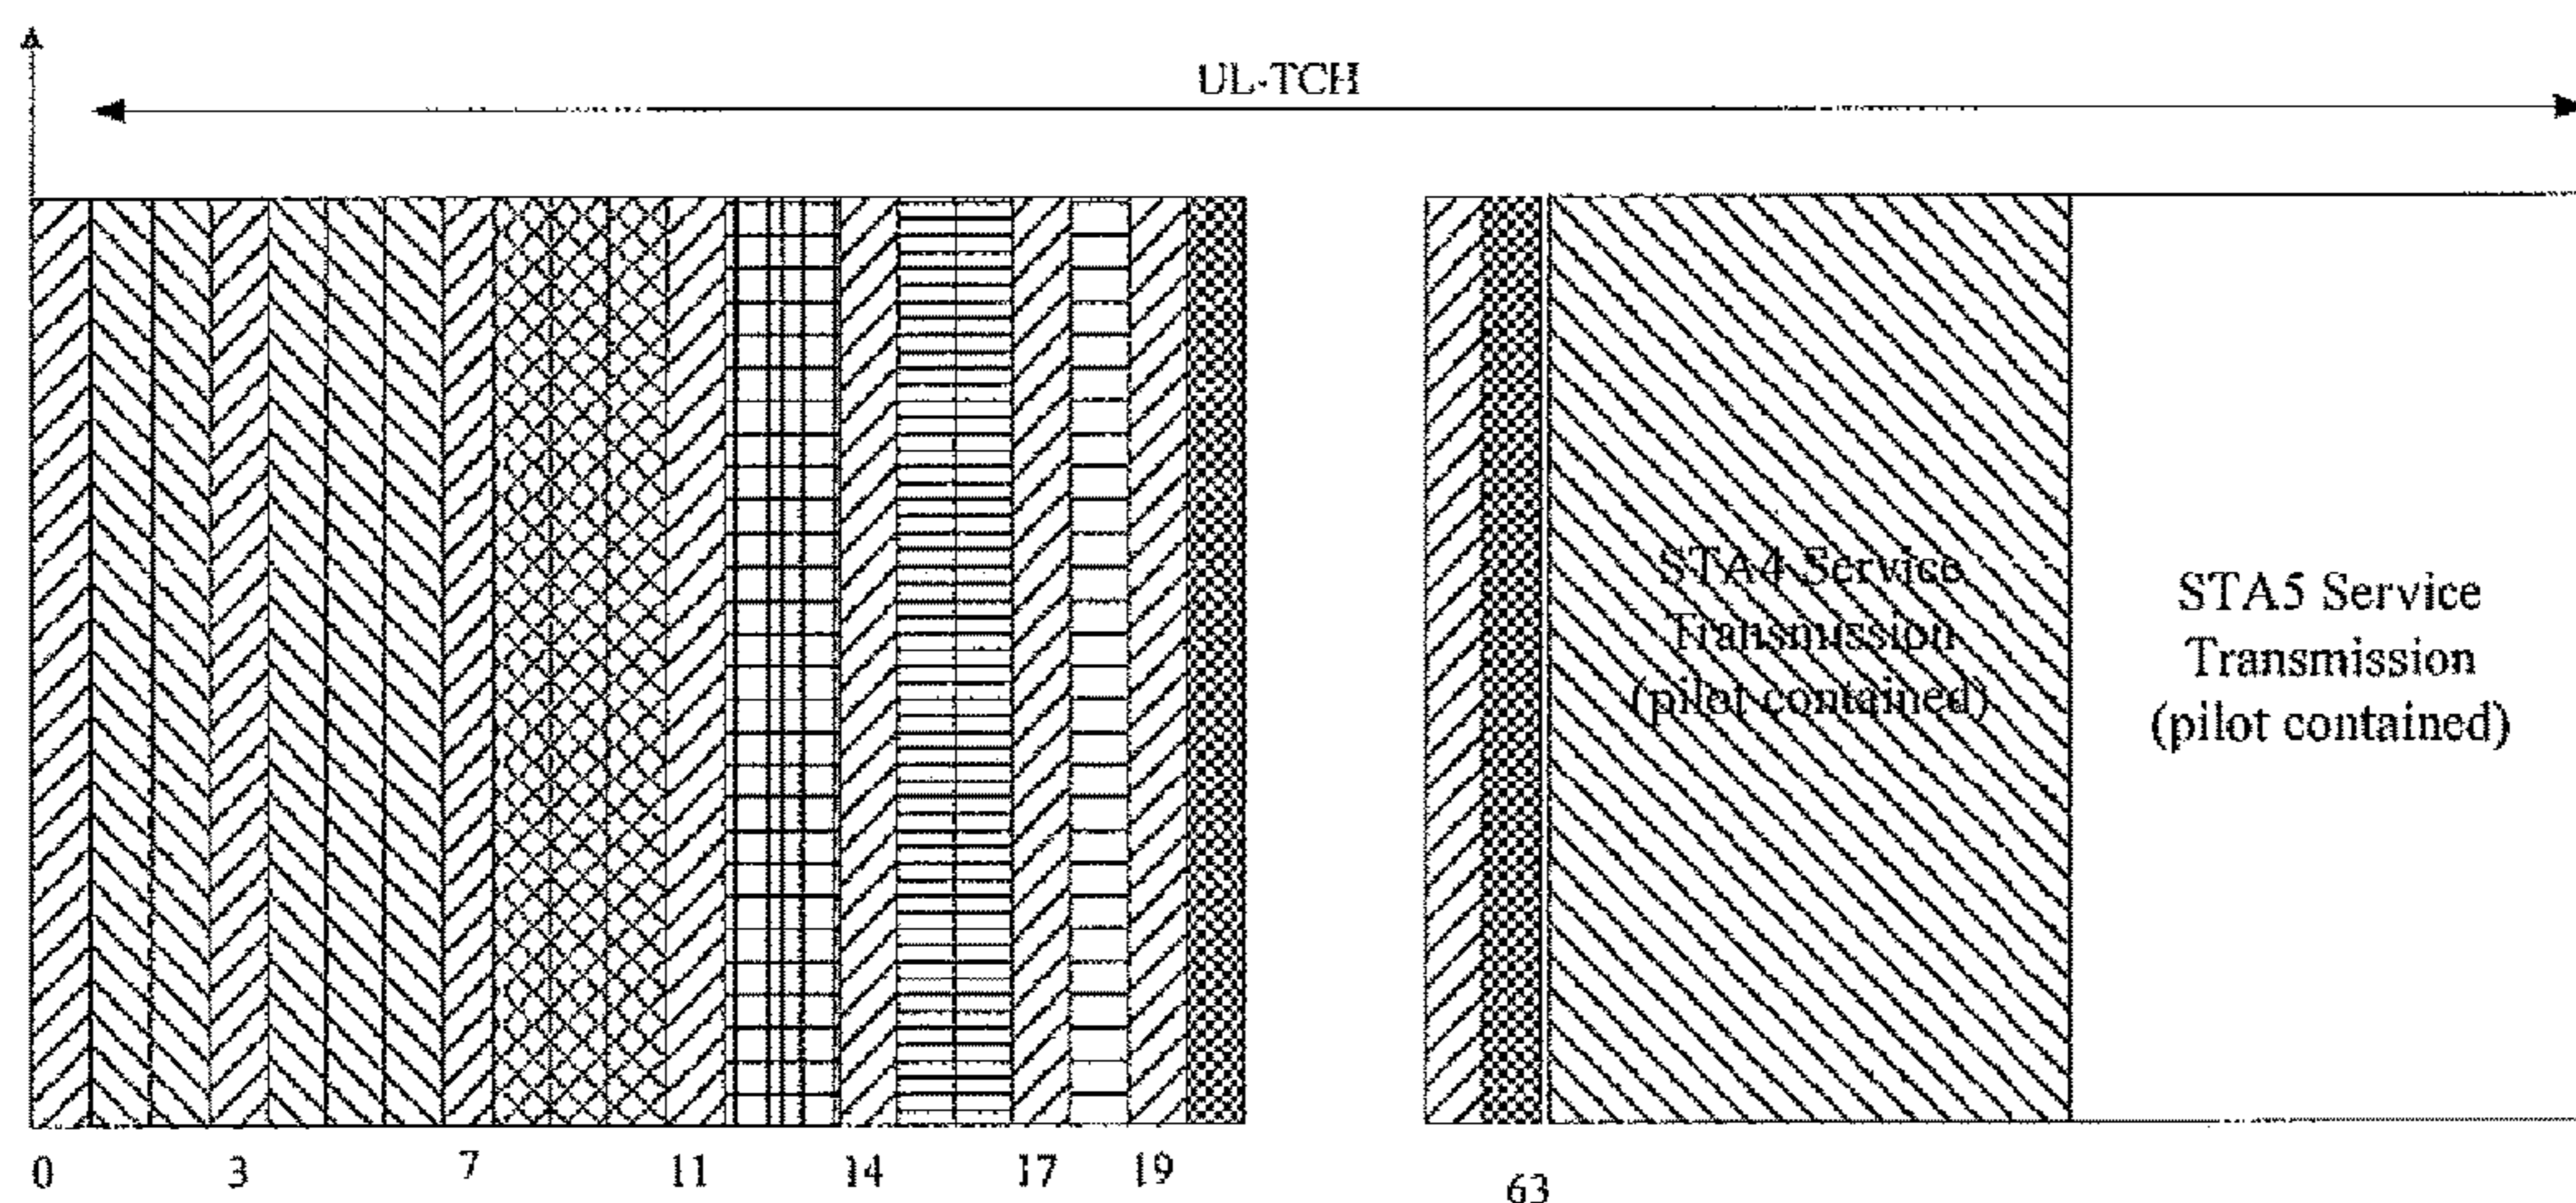 UL-TCH
STA4 Service
Transmission
(pilot contained)
STA5 Service
Transmission
(pilot contained)
0 3 7 11 14 17 19 63